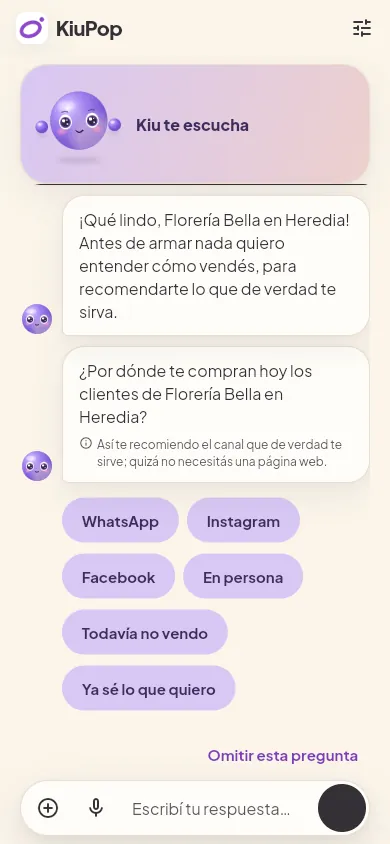 KiuPop
Kiu te escucha
¡Qué lindo, Florería Bella en Heredia!
Antes de armar nada quiero
entender cómo vendés, para
recomendarte lo que de verdad te
sirva.
¿Por dónde te compran hoy los
clientes de Florería Bella en
Heredia?
Así te recomiendo el canal que de verdad te
sirve; quizá no necesitás una página web.
WhatsApp
Instagram
Facebook
En persona
Todavía no vendo
Ya sé lo que quiero
Omitir esta pregunta
Escribí tu respuesta...